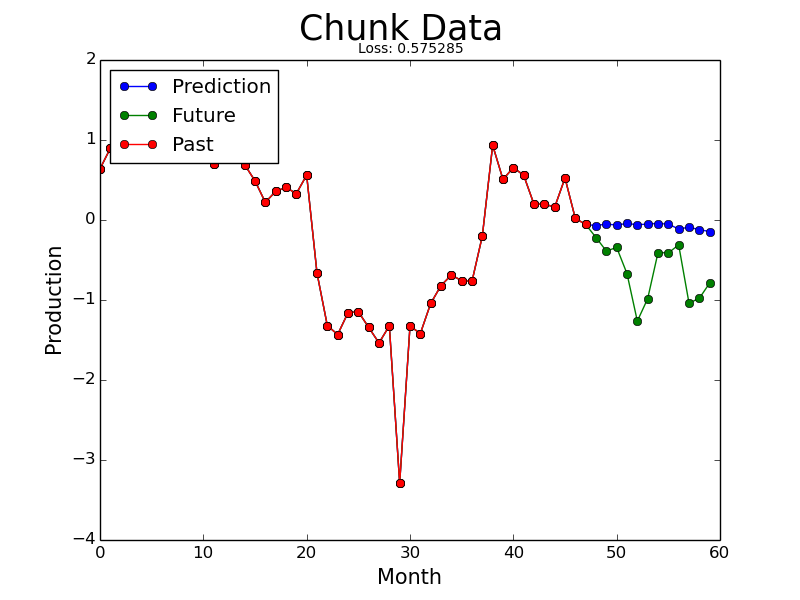 Chunk Data
Loss: 0.575285
Prediction
Future
Past
Production
2
1
0
−1
−2
−3
−4
0 10 20 30 40 50 60
Month